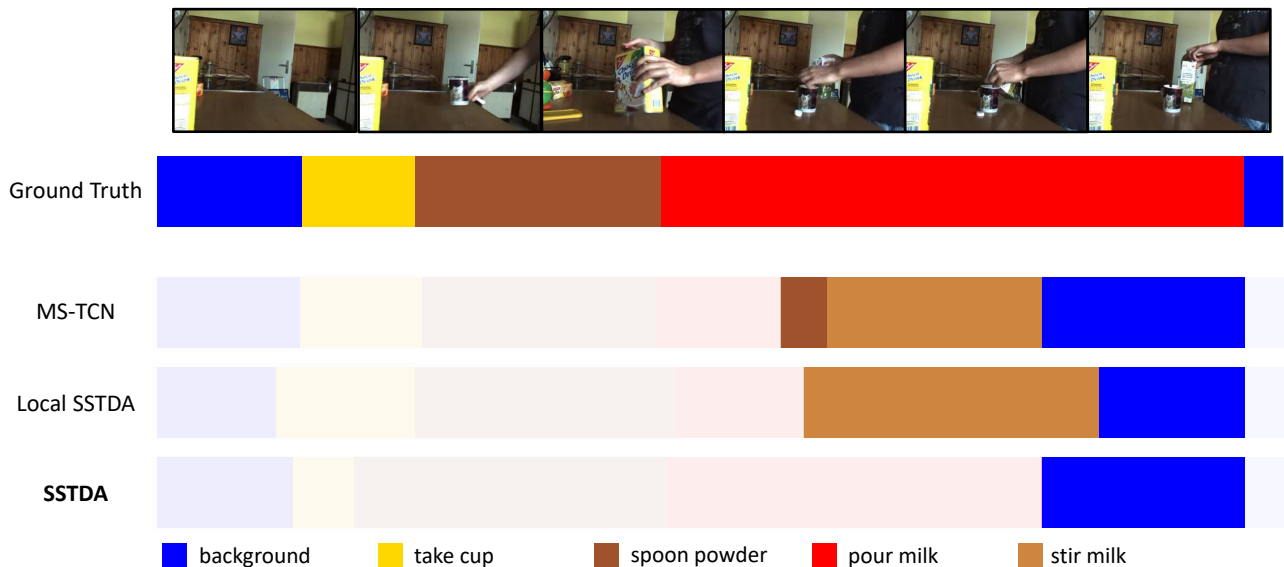 Ground Truth
MS-TCN
Local SSTDA
SSTDA
background take cup spoon powder pour milk stir milk